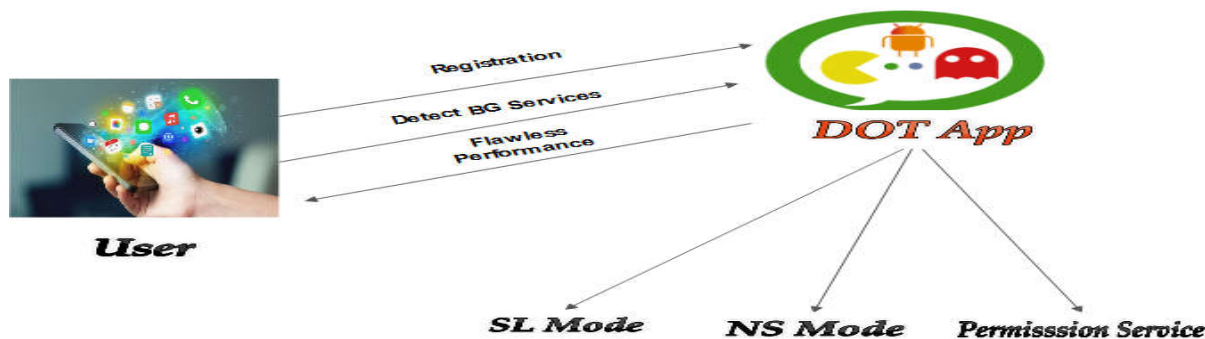 Registration
Detect BG Services
Flawless
Performance
DOT App
User
SL Mode
NS Mode
Permisssion Service